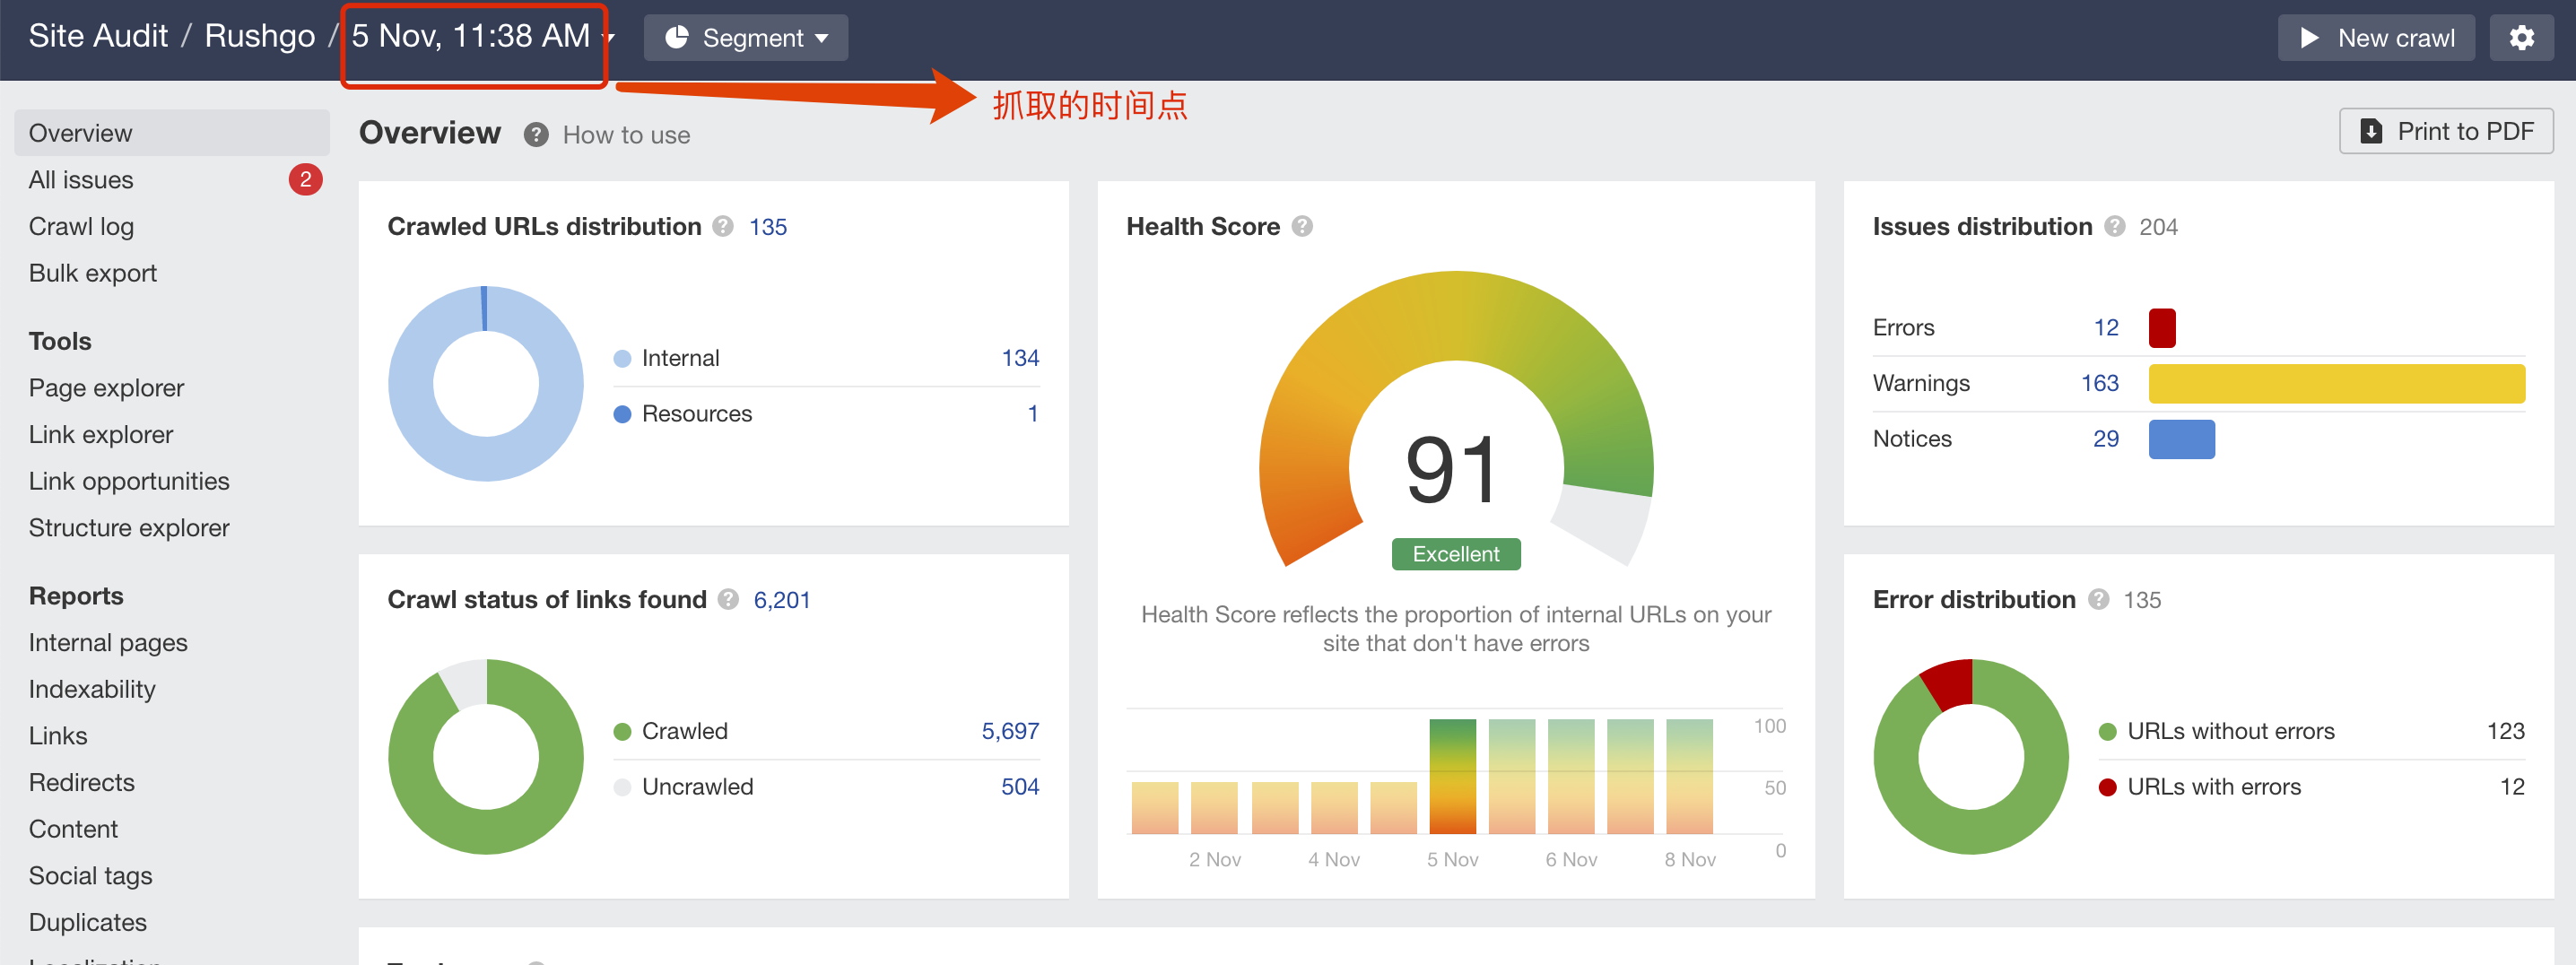 Site Audit / Rushgo / 5 Nov, 11:38 AM
Segment
New crawl
抓取的时间点
Overview
All issues 2
Crawl log
Bulk export
Tools
Page explorer
Link explorer
Link opportunities
Structure explorer
Reports
Internal pages
Indexability
Links
Redirects
Content
Social tags
Duplicates
Overview ? How to use
Print to PDF
Crawled URLs distribution ? 135
Internal 134
Resources 1
Crawl status of links found ? 6,201
Crawled 5,697
Uncrawled 504
Health Score ?
91
Excellent
Health Score reflects the proportion of internal URLs on your
site that don't have errors
100
50
0
2 Nov 4 Nov 5 Nov 6 Nov 8 Nov
Issues distribution ? 204
Errors 12
Warnings 163
Notices 29
Error distribution ? 135
URLs without errors 123
URLs with errors 12